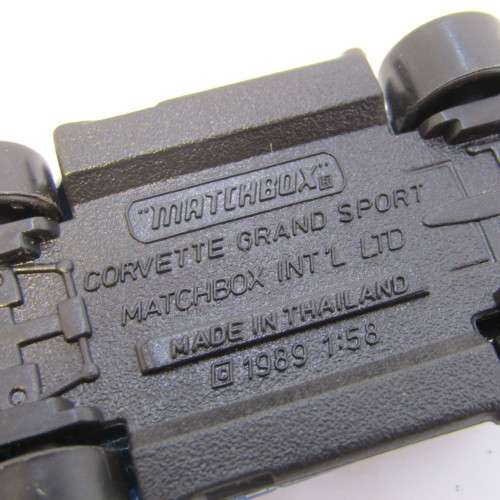 "MATCHBOX"
CORVETTE GRAND SPORT
MATCHBOX INT'L LTD
MADE IN THAILAND
© 1989 1:58